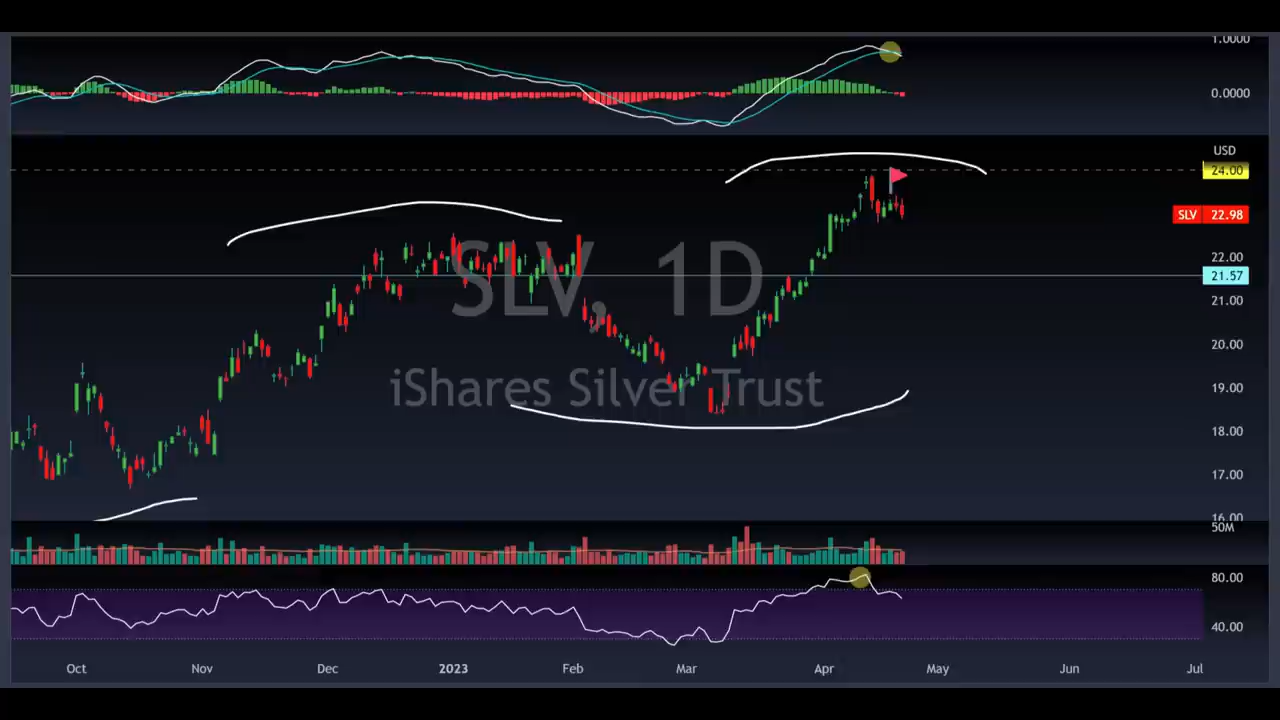 1.0000
0.0000
USD
24.00
SLV 22.98
22.00
21.57
21.00
20.00
19.00
18.00
17.00
16.00
SLV, 1D
iShares Silver Trust
50M
80.00
40.00
Oct Nov Dec 2023 Feb Mar Apr May Jun Jul